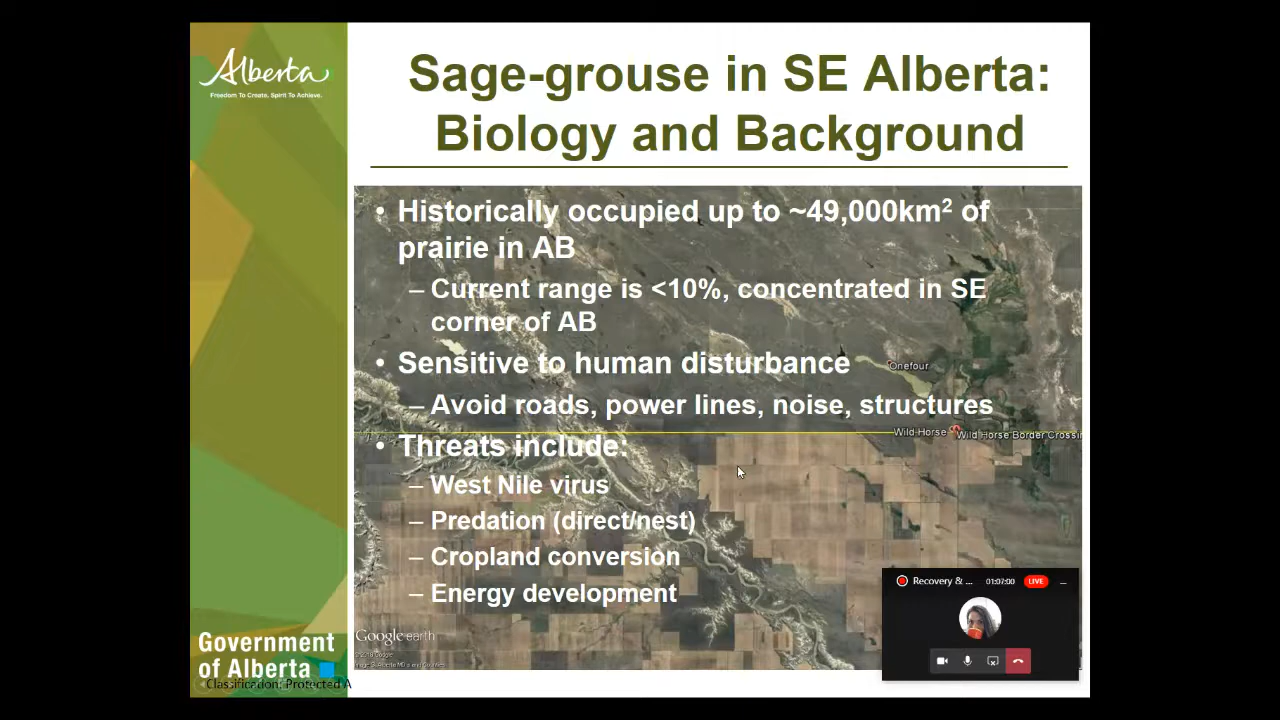 Alberta
Freedom To Create. Spirit To Achieve.
Sage-grouse in SE Alberta:
Biology and Background
• Historically occupied up to ~49,000km² of
prairie in AB
– Current range is <10%, concentrated in SE
corner of AB
• Sensitive to human disturbance
Onefour
– Avoid roads, power lines, noise, structures
Wild Horse
Wild Horse Border Crossin
• Threats include:
– West Nile virus
– Predation (direct/nest)
– Cropland conversion
– Energy development
Recovery & ... 01:07:00 LIVE
Google earth
Government
of Alberta
Classification: Protected A